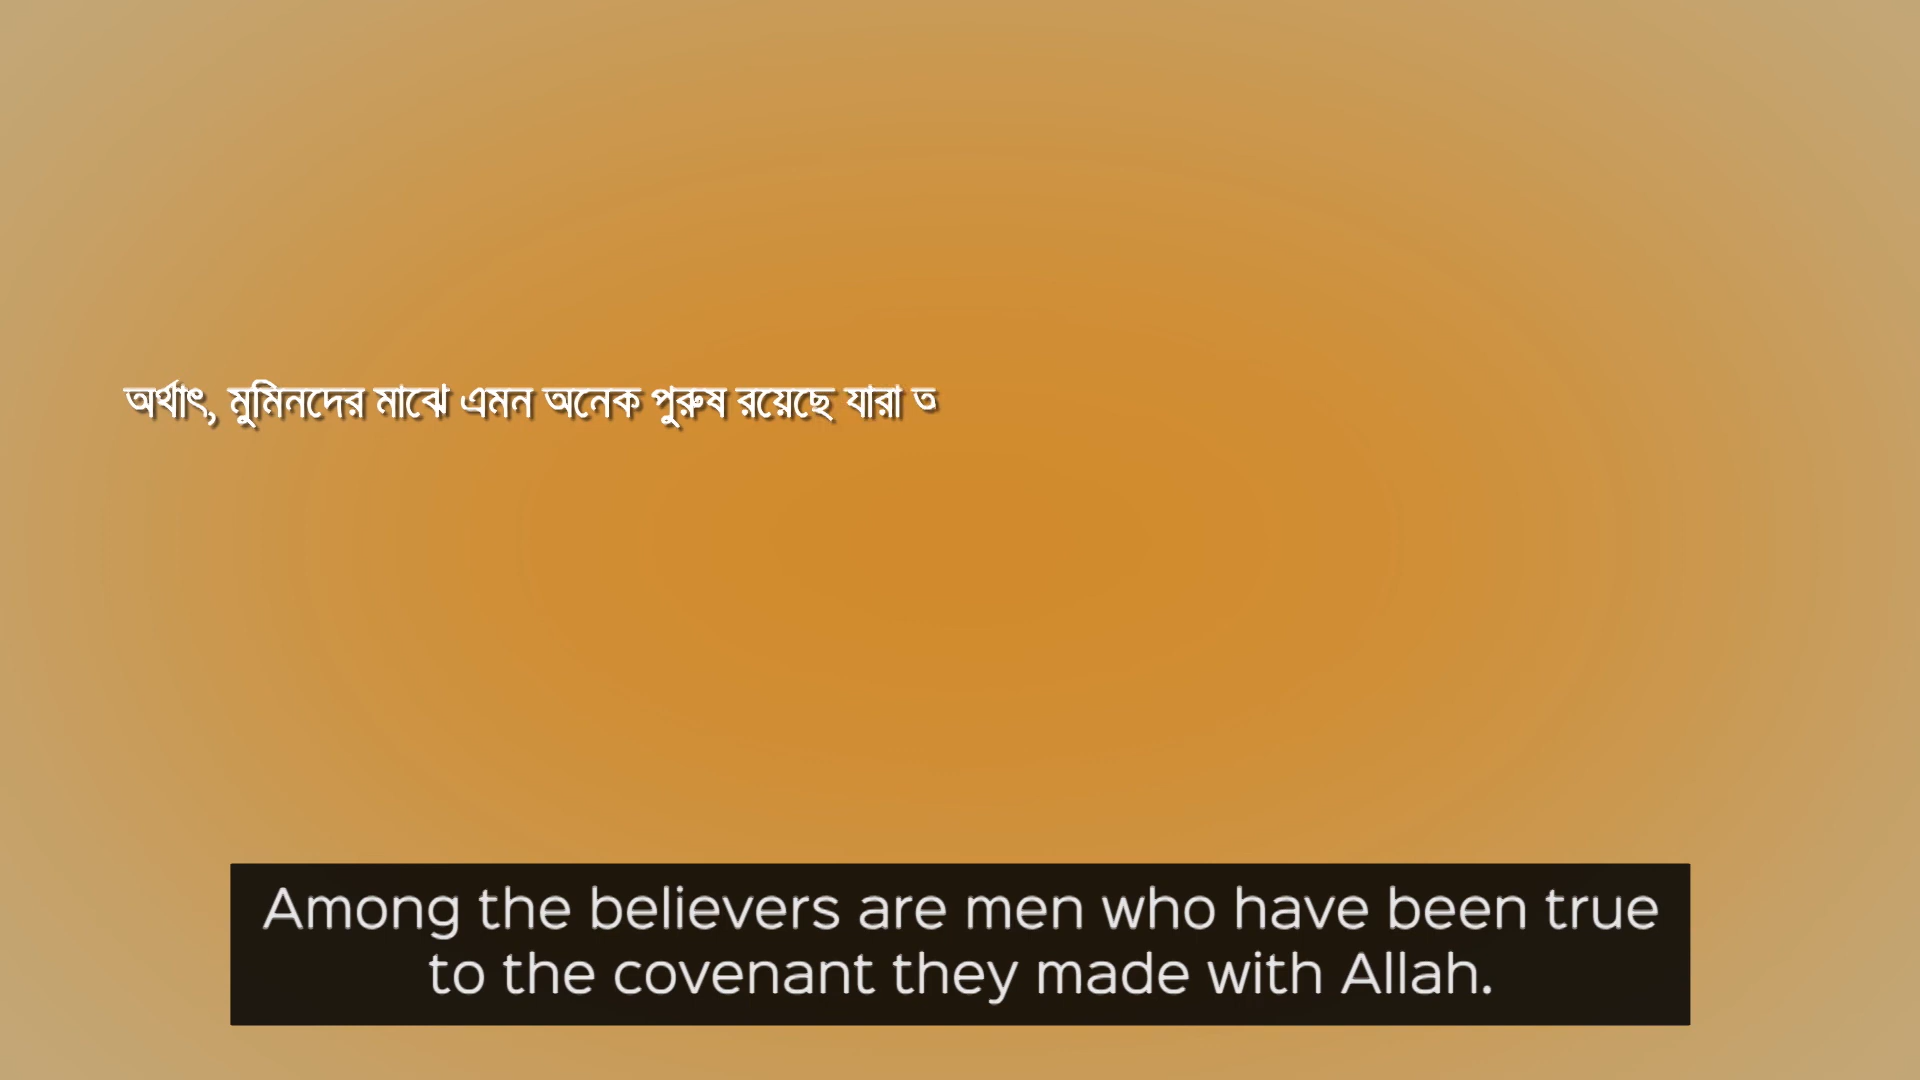 অর্থাৎ, মুমিনদের মাঝে এমন অনেক পুরুষ রয়েছে যারা
Among the believers are men who have been true
to the covenant they made with Allah.